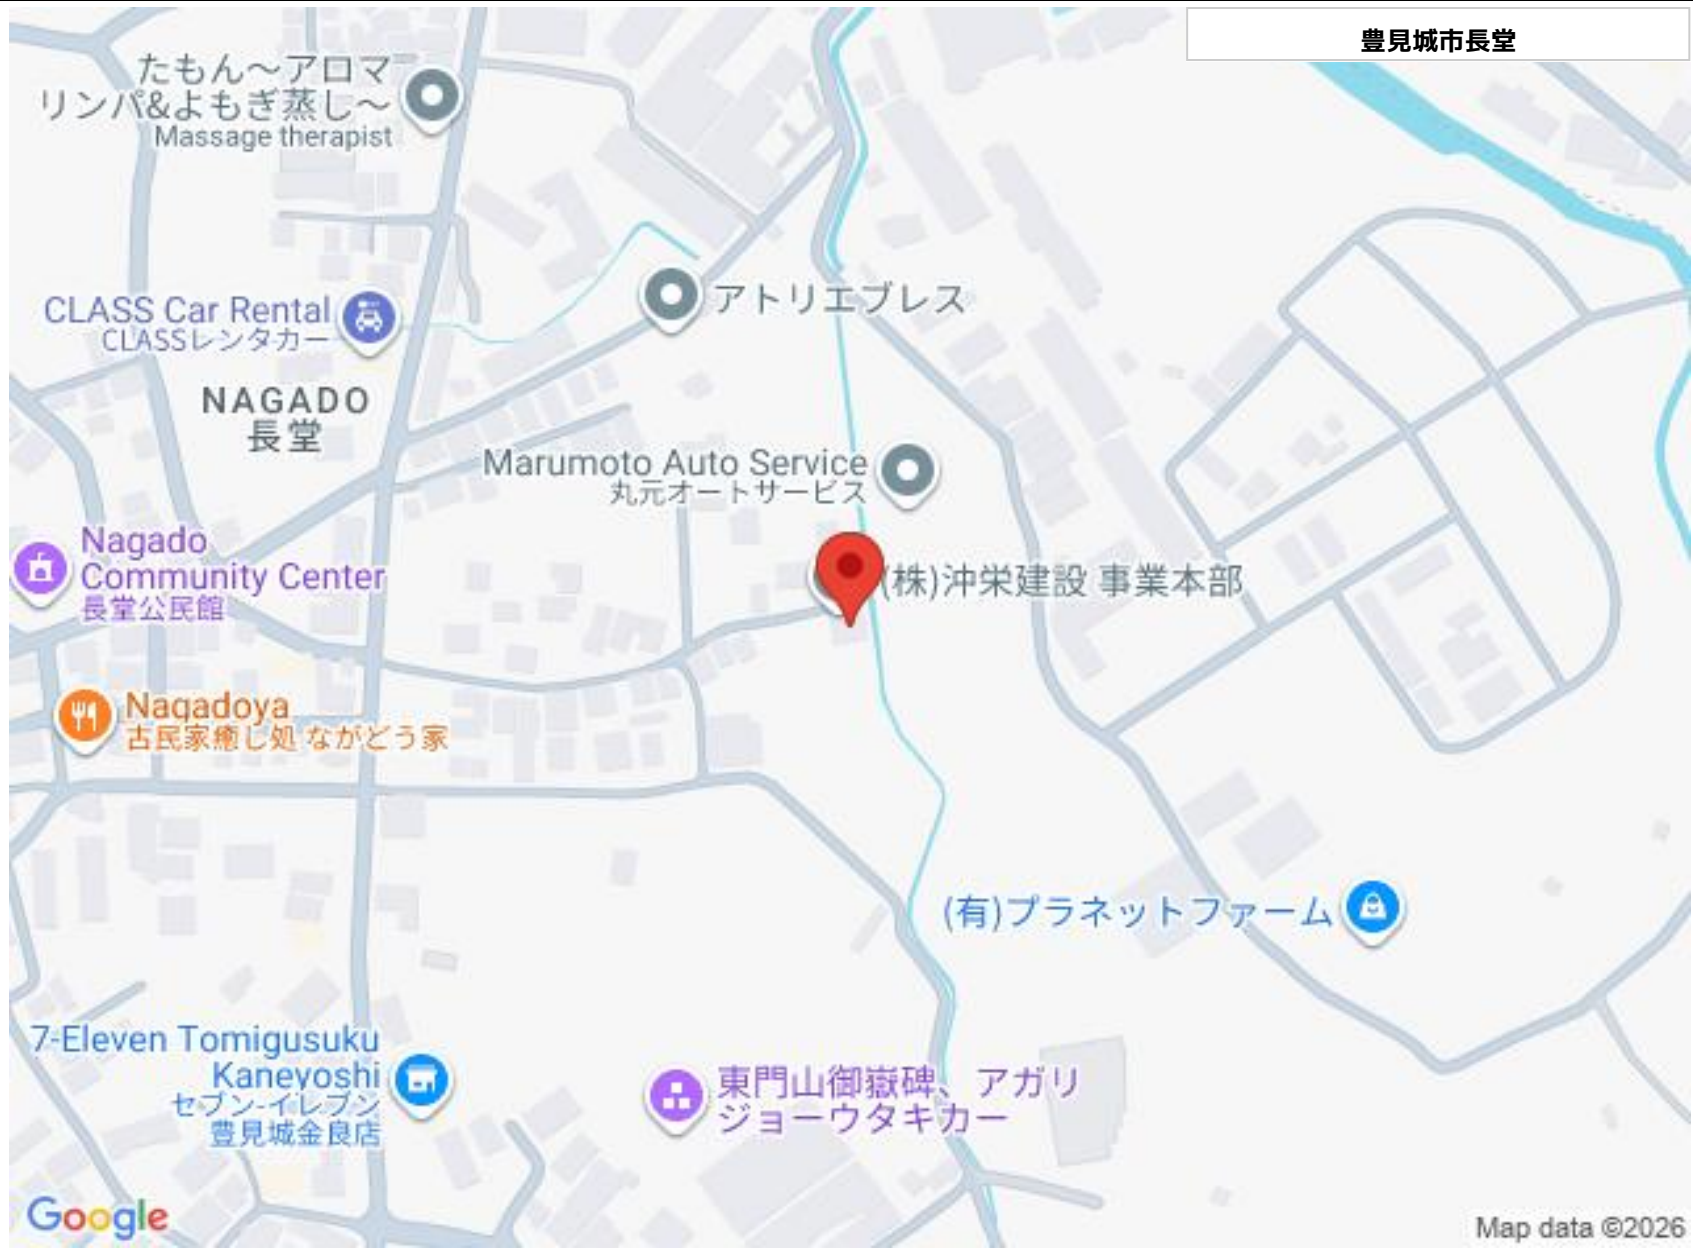 豊見城市長堂
たもん～アロマ
リンパ&よもぎ蒸し～
Massage therapist
CLASS Car Rental
CLASSレンタカー
アトリエブレス
NAGADO
長堂
Marumoto Auto Service
丸元オートサービス
Nagado
Community Center
長堂公民館
(株)沖栄建設 事業本部
Nagadoya
古民家癒し処 ながどう家
(有)プラネットファーム
7-Eleven Tomigusuku
Kaneyoshi
セブン-イレブン
豊見城金良店
東門山御嶽碑、アガリ
ジョーウタキカー
Google
Map data ©2026